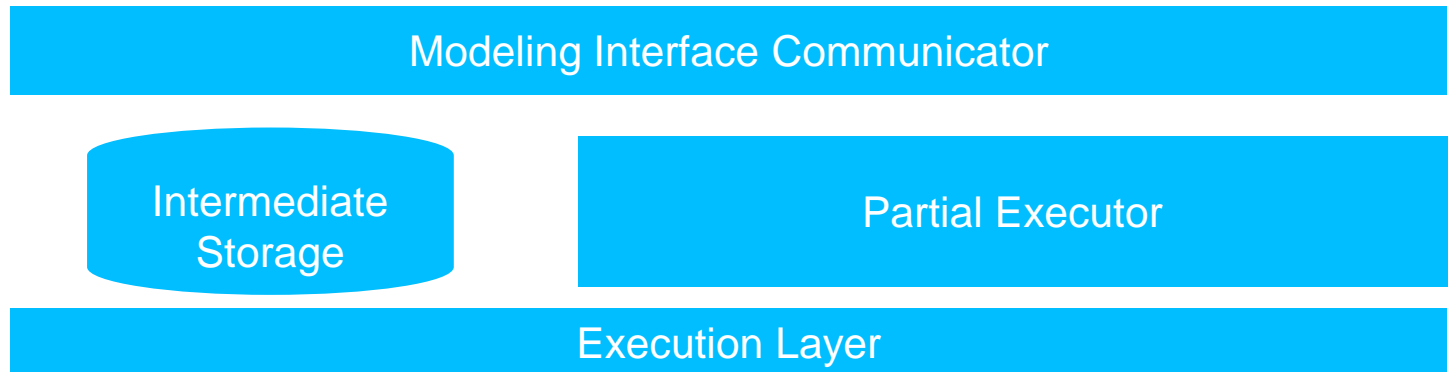 Modeling Interface Communicator
Intermediate
Storage
Partial Executor
Execution Layer